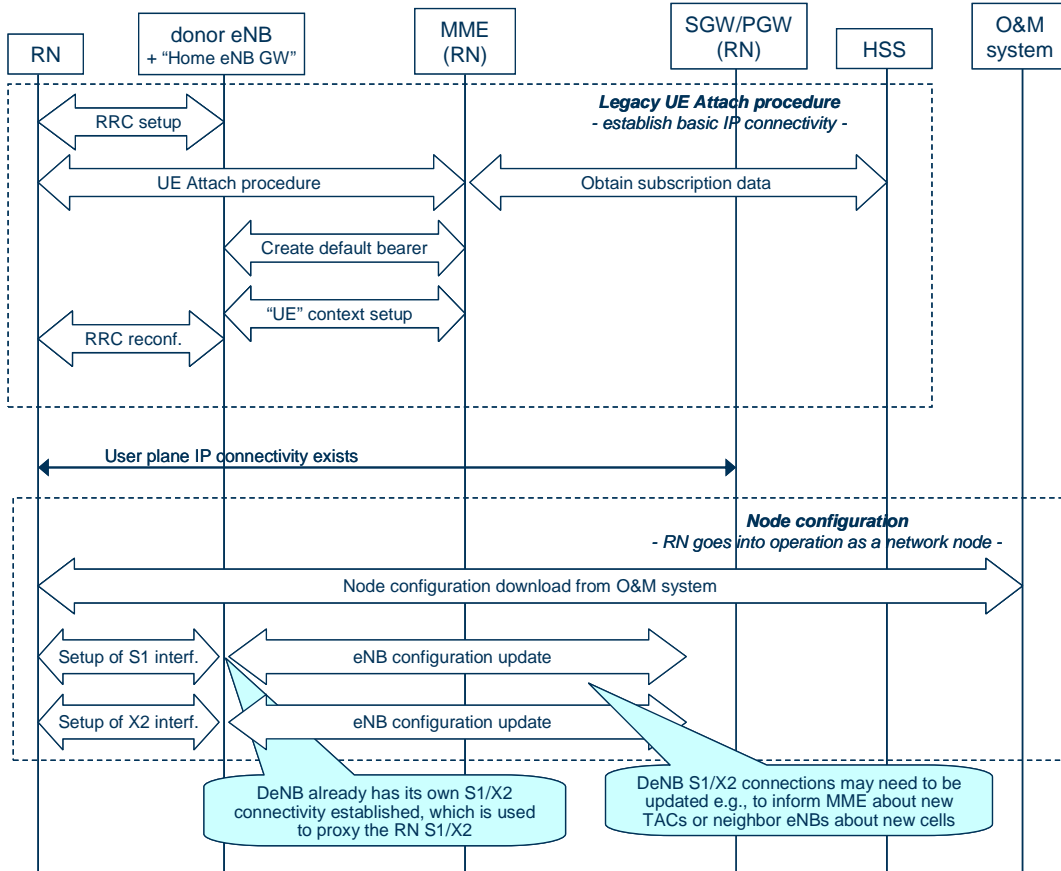 RN
donor eNB
+ “Home eNB GW”
MME
(RN)
SGW/PGW
(RN)
HSS
O&M
system
Legacy UE Attach procedure
- establish basic IP connectivity -
RRC setup
UE Attach procedure
Obtain subscription data
Create default bearer
“UE” context setup
RRC reconf.
User plane IP connectivity exists
Node configuration
- RN goes into operation as a network node -
Node configuration download from O&M system
Setup of S1 interf.
eNB configuration update
Setup of X2 interf.
eNB configuration update
DeNB already has its own S1/X2
connectivity established, which is used
to proxy the RN S1/X2
DeNB S1/X2 connections may need to be
updated e.g., to inform MME about new
TACs or neighbor eNBs about new cells